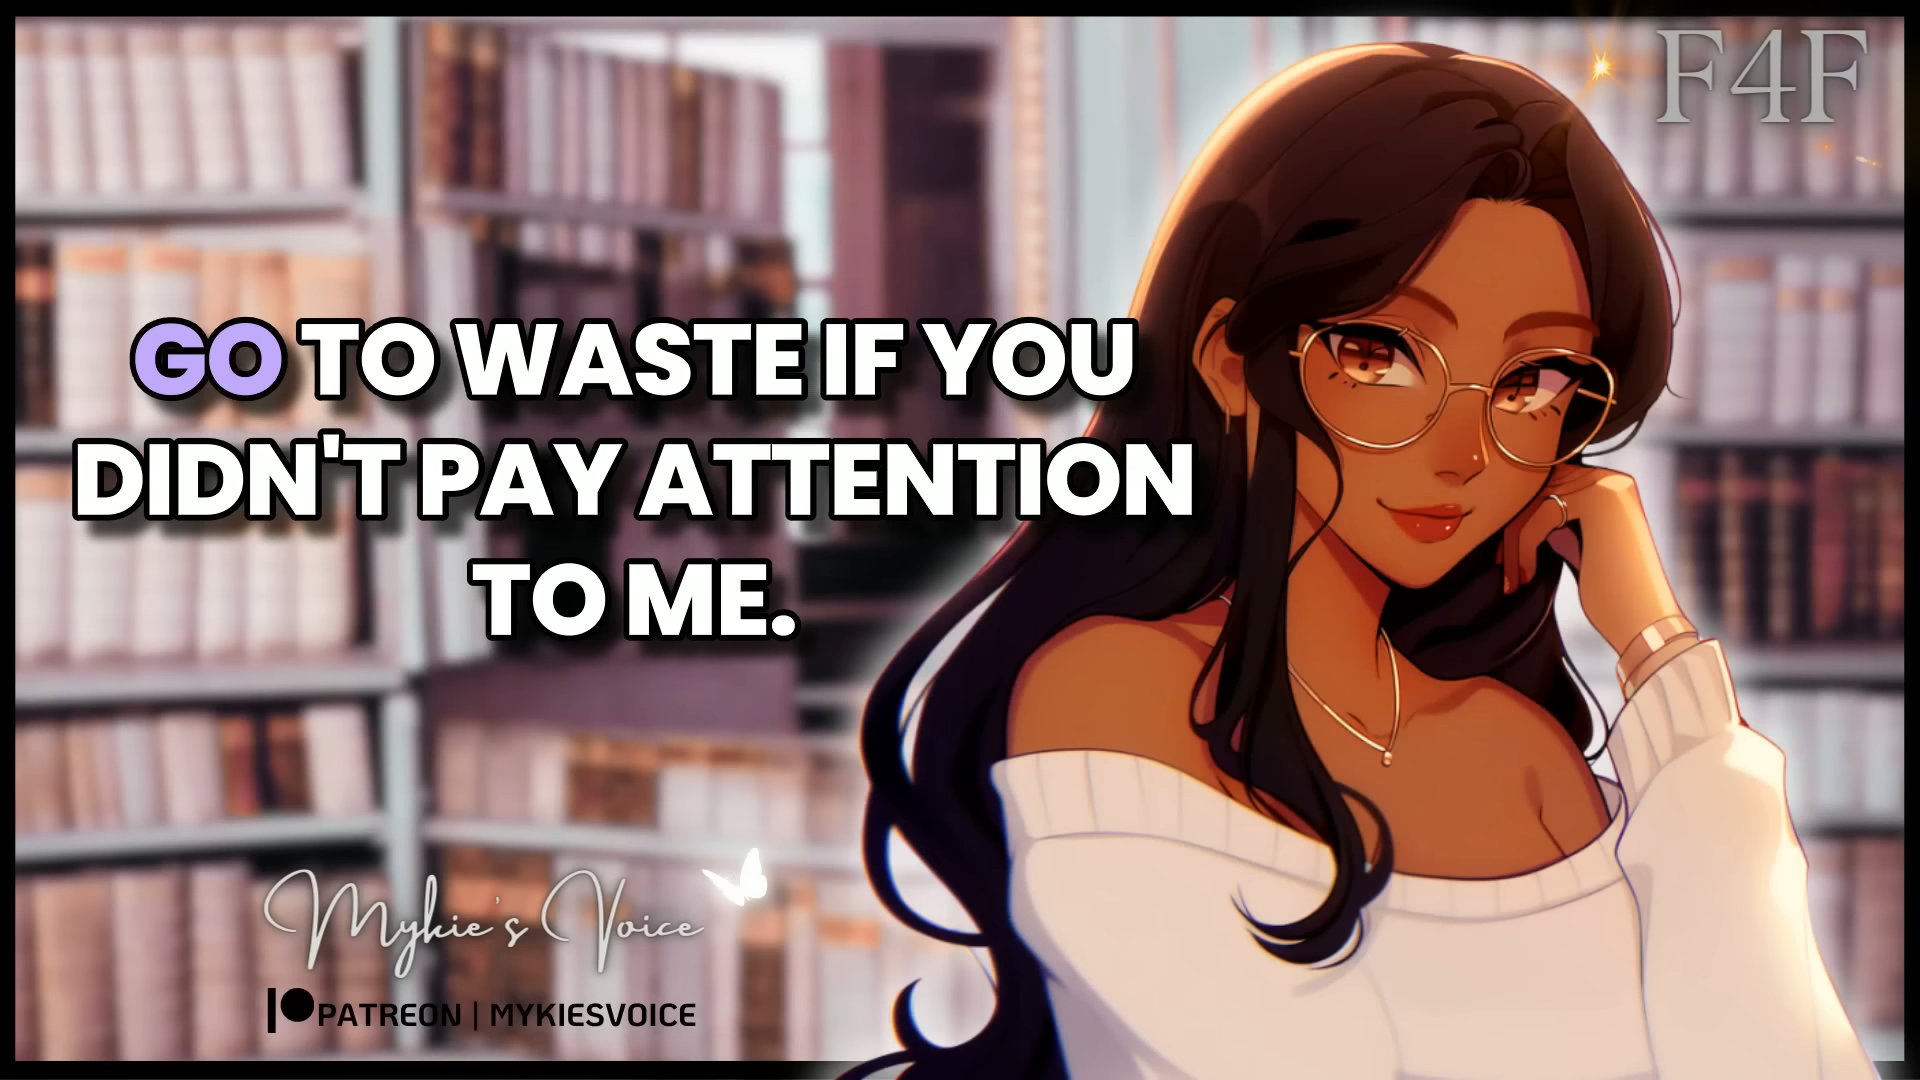 F4F
GO TO WASTE IF YOU
DIDN'T PAY ATTENTION
TO ME.
Mykie's Voice
PATREON | MYKIESVOICE